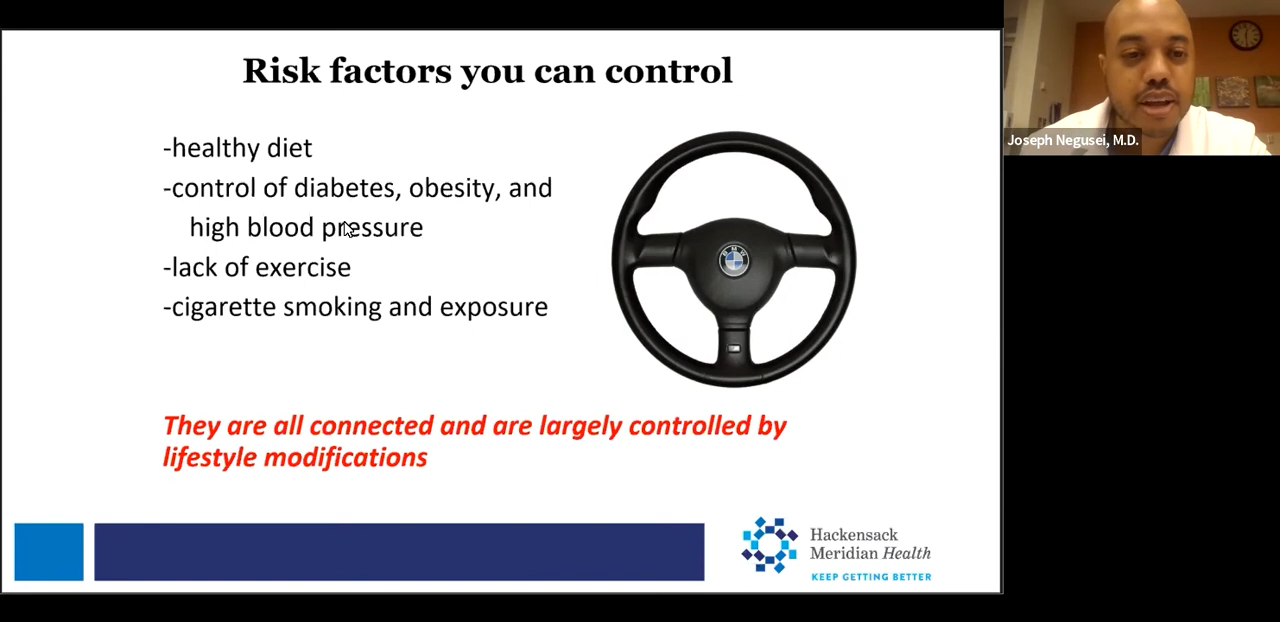 Risk factors you can control
-healthy diet
-control of diabetes, obesity, and
high blood pressure
-lack of exercise
-cigarette smoking and exposure
They are all connected and are largely controlled by
lifestyle modifications
Hackensack
Meridian Health
KEEP GETTING BETTER
Joseph Negusei, M.D.